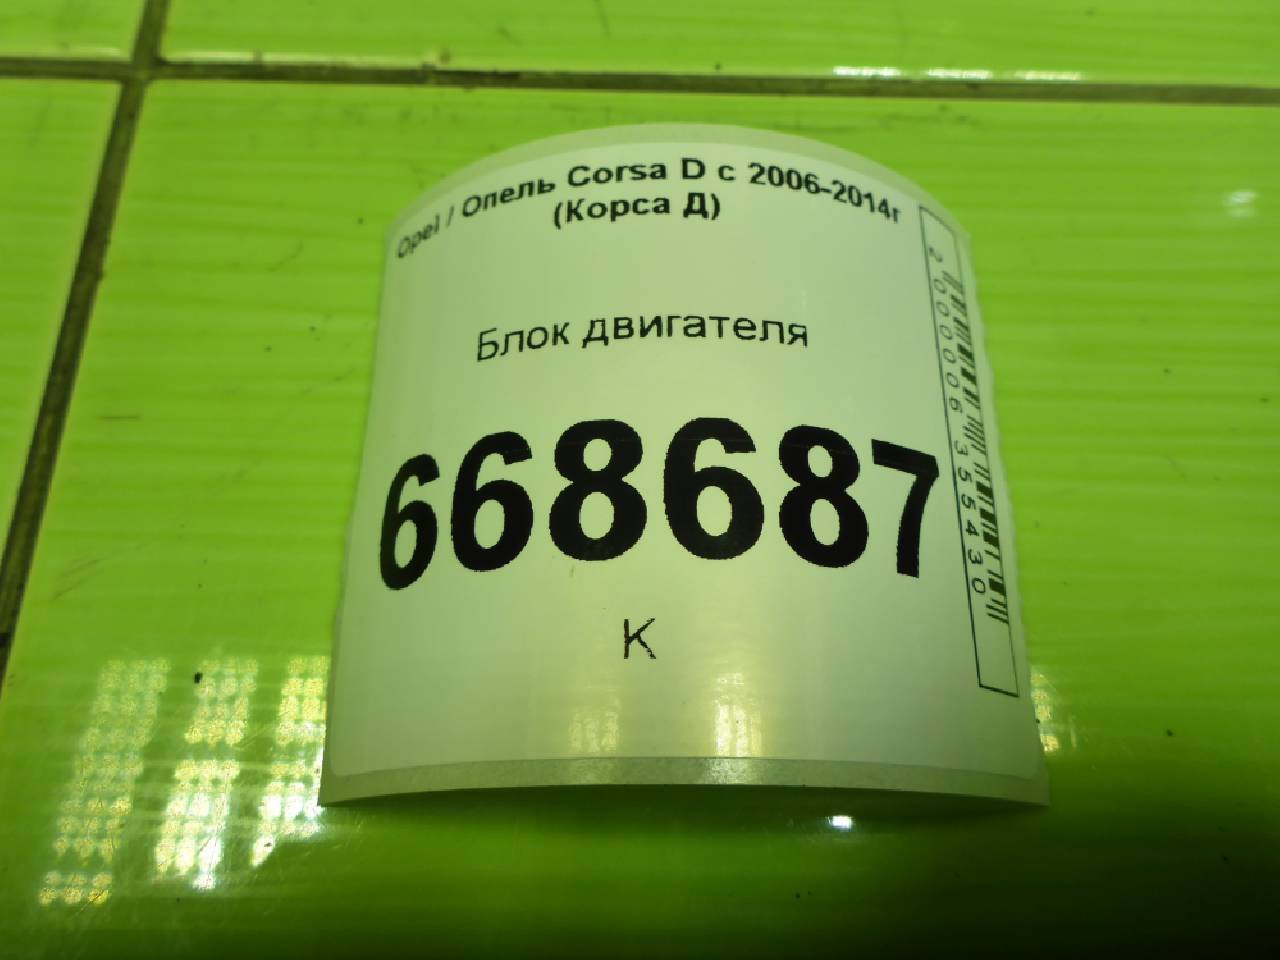 Opel / Опель Corsa D с 2006-2014г
(Корса Д)
Блок двигателя
668687
К
2000006355430